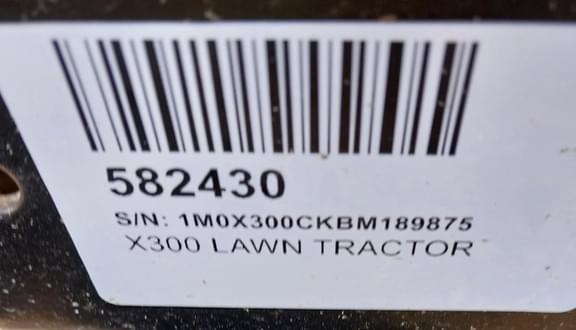 582430
S/N: 1M0X300CKBM189875
X300 LAWN TRACTOR